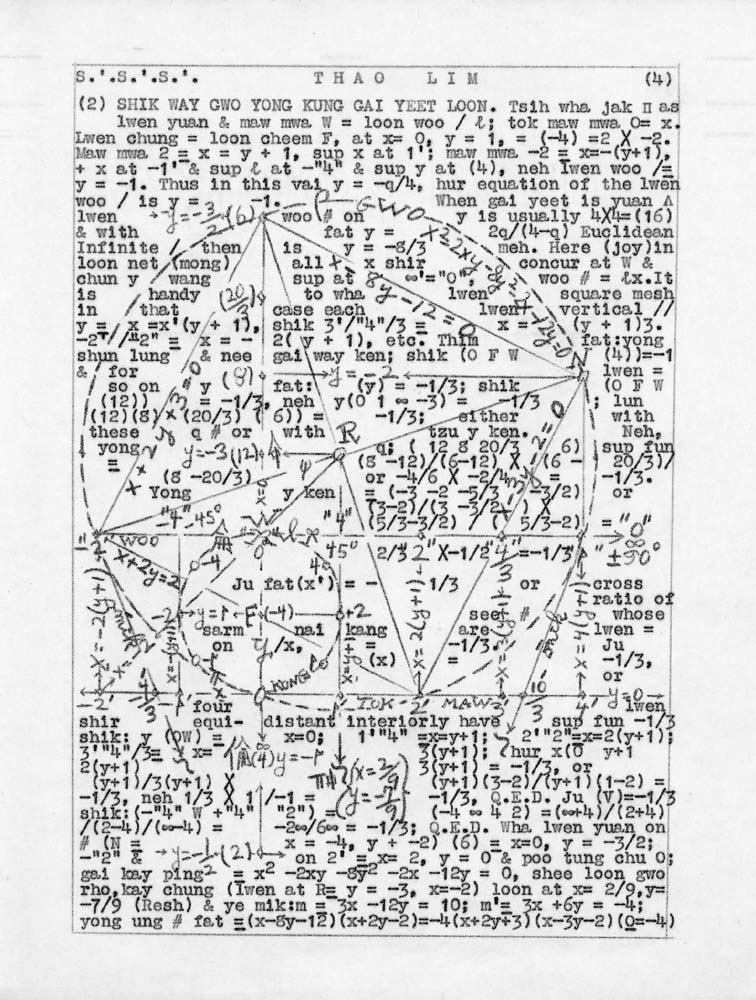 S.'.S.'.S.'. THAO LIM (4)
(2) SHIK WAY GWO YONG KUNG GAI YEET LOON. Tsih wha jak п as
lwen yuan & maw mwa W = loon woo / ℓ; tok maw mwa O= x.
Lwen chung = loon cheem F, at x= 0, y = 1, = (-4) =2 X -2.
Maw mwa 2 = x = y + 1, sup x at 1'; maw mwa -2 = x=-(y+1),
+ x at -1' & sup ℓ at -"4" & sup y at (4), neh lwen woo /=
y = -1. Thus in this vai y = -q/4, hur equation of the lwen
woo / is y = -1. When gai yeet is yuan Λ
lwen y=-3/2(6) woo # on y is usually 4X4=(16)
& with fat y = 2q/(4-q) Euclidean
Infinite / then is y = -8/3 meh. Here (joy)in
loon net (mong) all x x shir concur at W &
chun y wang sup at ∞'="0", woo # = ℓx.It
is handy (20/3) to wha lwen square mesh
in that case each lwen vertical //
y = x =x'(y + 1), shik 3'/"4"/3 = x = (y + 1)3.
-2'/"2" = x = - 2( y + 1), etc. Thim fat:yong
shun lung & nee gai way ken; shik (O F W (4))=-1
& for y=-2 N lwen =
so on y (8) fat: (y) = -1/3; shik (O F W
(12)) = -1/3, neh y(0 1 ∞ -3) = -1/3 ; lun
(12)(8) (20/3) ( 6)) = -1/3; either with
these q # or with R tzu y ken. Neh,
yong y=-3(12) q; ( 12 8 20/3 6) sup fun
= (8 -12)/(6-12) X (6 - 20/3)/
(8 -20/3) or -4/6 X -2/4 = -1/3.
Yong y ken = (-3 -2 -5/3 -3/2) or
(3-2)/(3 -3/2) X
(5/3-3/2) / ( 5/3-2) =
"4" -45° W ℓ-x "4" = "0"
-2 WOO "0" 45° 2/3 "2" X-1/2 "4" =-1/3 " ∞
x+2y=2 -4 4° ±90°
Ju fat(x') = - 1/3 or cross
ratio of
-2 y=1 F (-4) +2 see # whose
sarm nai kang are lwen =
on y/x, = -1/3. Ju
(x) = -1/3,
KUNG or
-2' -1' O 1' TOK 2' MAW 3' 10/3 4' y=0
four lwen
shir equi- distant interiorly have sup fun -1/3
shik: y (OW) = x=0; 1'"4" =x=y+1; 2'"2"=x=2(y+1);
3'"4"/3= x= 3(y+1); hur x(0 y+1
2(y+1) (4)y=-1 3(y+1) = -1/3, or
(y+1)/3(y+1) X (y+1)(3-2)/(y+1)(1-2) =
-1/3, neh 1/3 X 1 /-1 = -1/3, Q.E.D. Ju (V)=-1/3
shik:(-"4" W +"4" "2") = (-4 ∞ 4 2) =(∞+4)/(2+4)
/(2-4)/(∞-4) = -2∞/6∞ = -1/3; Q.E.D. Wha lwen yuan on
# (N = x = -4, y + -2) (6) = x=0, y = -3/2;
-"2" & y=-1/2(2) on 2' = x= 2, y = 0 & poo tung chu O;
gai kay ping² = x² -2xy -8y² -2x -12y = 0, shee loon gwo
rho,kay chung (lwen at R= y = -3, x=-2) loon at x= 2/9,y=
-7/9 (Resh) & ye mik:m = 3x -12y = 10; m'= 3x +6y = -4;
yong ung # fat =(x-8y-12)(x+2y-2)=-4(x+2y+3)(x-3y-2)(O=-4)